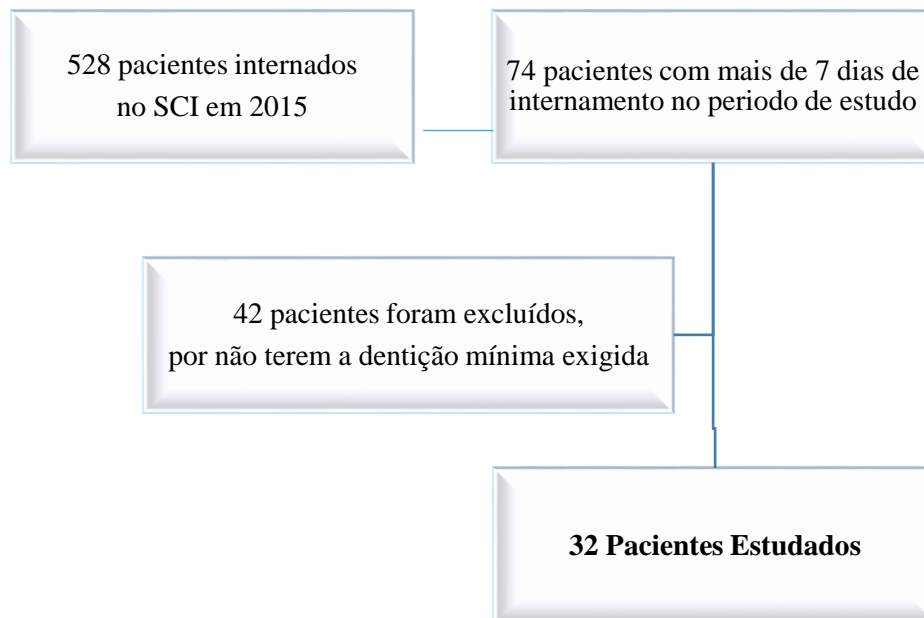 528 pacientes internados
no SCI em 2015
74 pacientes com mais de 7 dias de
internamento no periodo de estudo
42 pacientes foram excluídos,
por não terem a dentição mínima exigida
32 Pacientes Estudados